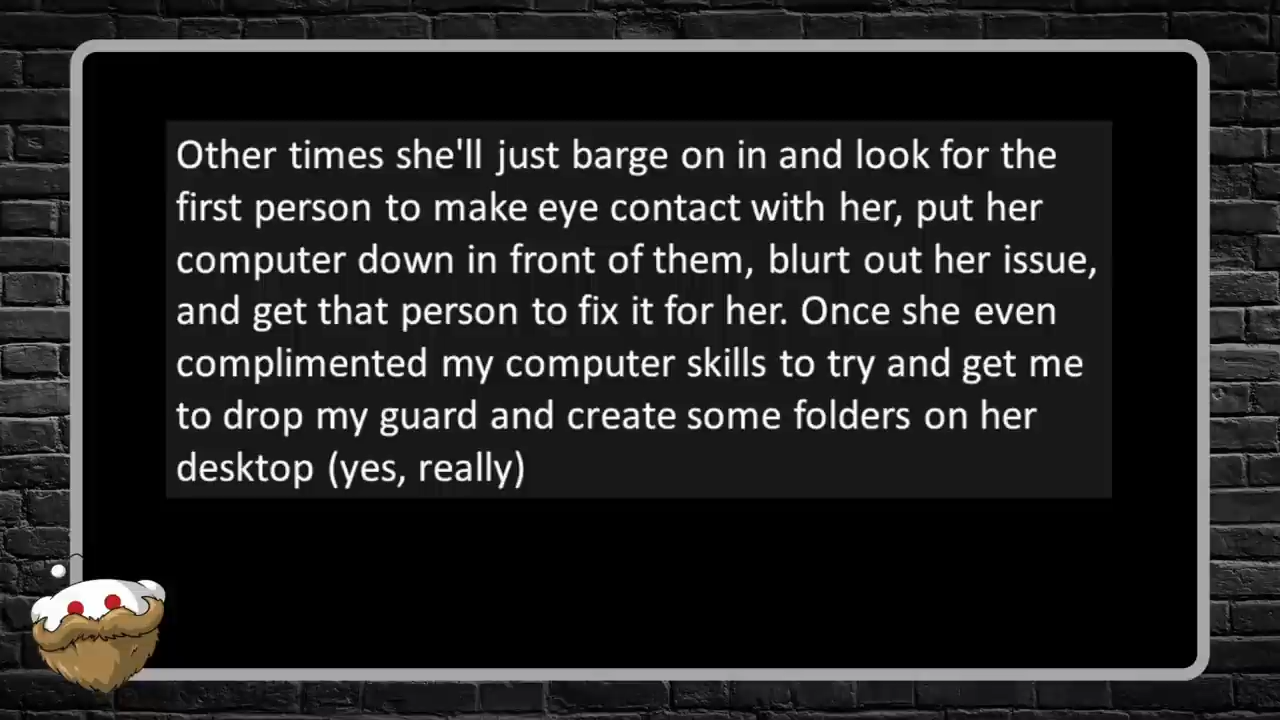 Other times she'll just barge on in and look for the
first person to make eye contact with her, put her
computer down in front of them, blurt out her issue,
and get that person to fix it for her. Once she even
complimented my computer skills to try and get me
to drop my guard and create some folders on her
desktop (yes, really)